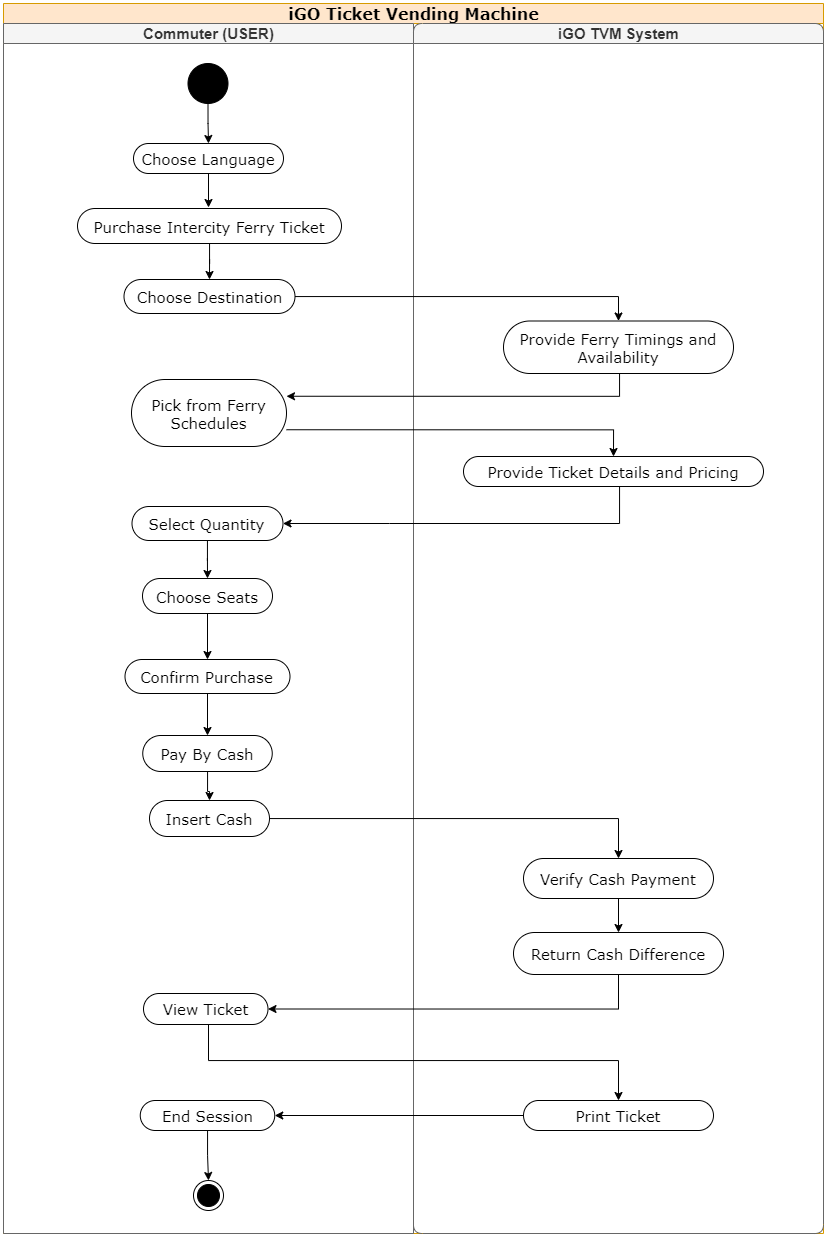 iGO Ticket Vending Machine
Commuter (USER)
iGO TVM System
Choose Language
Purchase Intercity Ferry Ticket
Choose Destination
Provide Ferry Timings and
Availability
Pick from Ferry
Schedules
Provide Ticket Details and Pricing
Select Quantity
Choose Seats
Confirm Purchase
Pay By Cash
Insert Cash
Verify Cash Payment
Return Cash Difference
View Ticket
Print Ticket
End Session